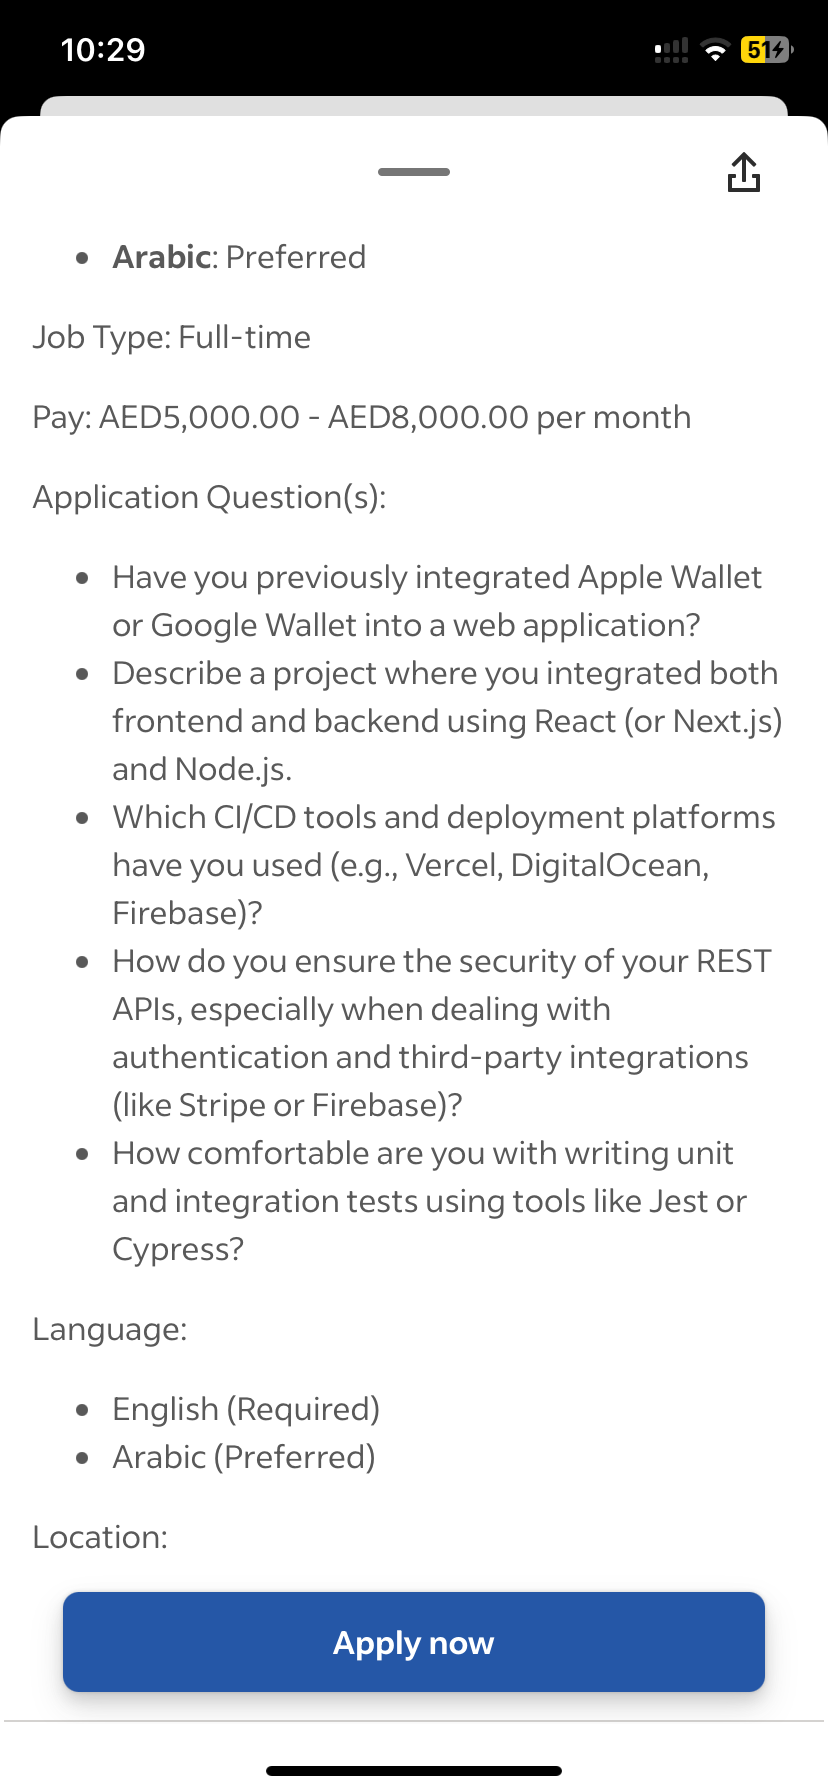 10:29
51
Arabic: Preferred
Job Type: Full-time
Pay: AED5,000.00 - AED8,000.00 per month
Application Question(s):
Have you previously integrated Apple Wallet
or Google Wallet into a web application?
Describe a project where you integrated both
frontend and backend using React (or Next.js)
and Node.js.
Which CI/CD tools and deployment platforms
have you used (e.g., Vercel, DigitalOcean,
Firebase)?
How do you ensure the security of your REST
APIs, especially when dealing with
authentication and third-party integrations
(like Stripe or Firebase)?
How comfortable are you with writing unit
and integration tests using tools like Jest or
Cypress?
Language:
English (Required)
Arabic (Preferred)
Location:
Apply now